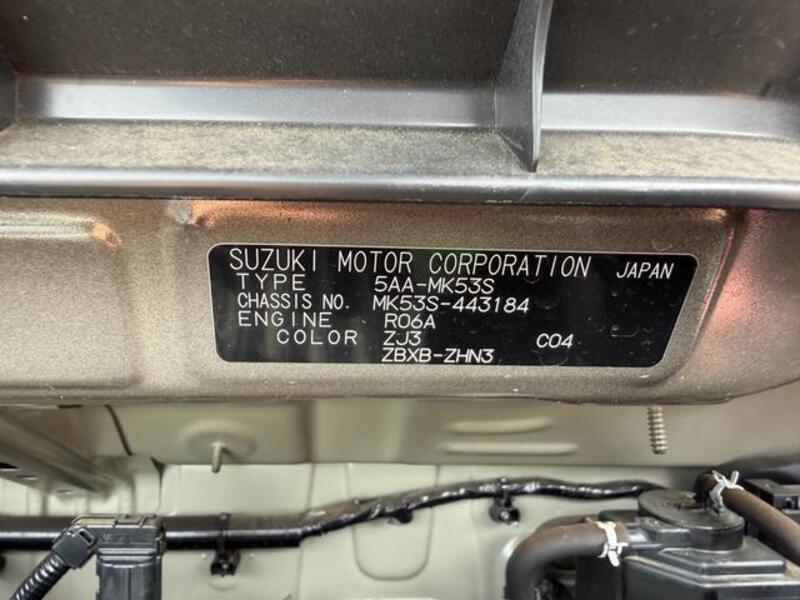 SUZUKI MOTOR CORPORATION JAPAN
TYPE 5AA-MK53S
CHASSIS NO. MK53S-443184
ENGINE R06A
COLOR ZJ3 C04
ZBXB-ZHN3